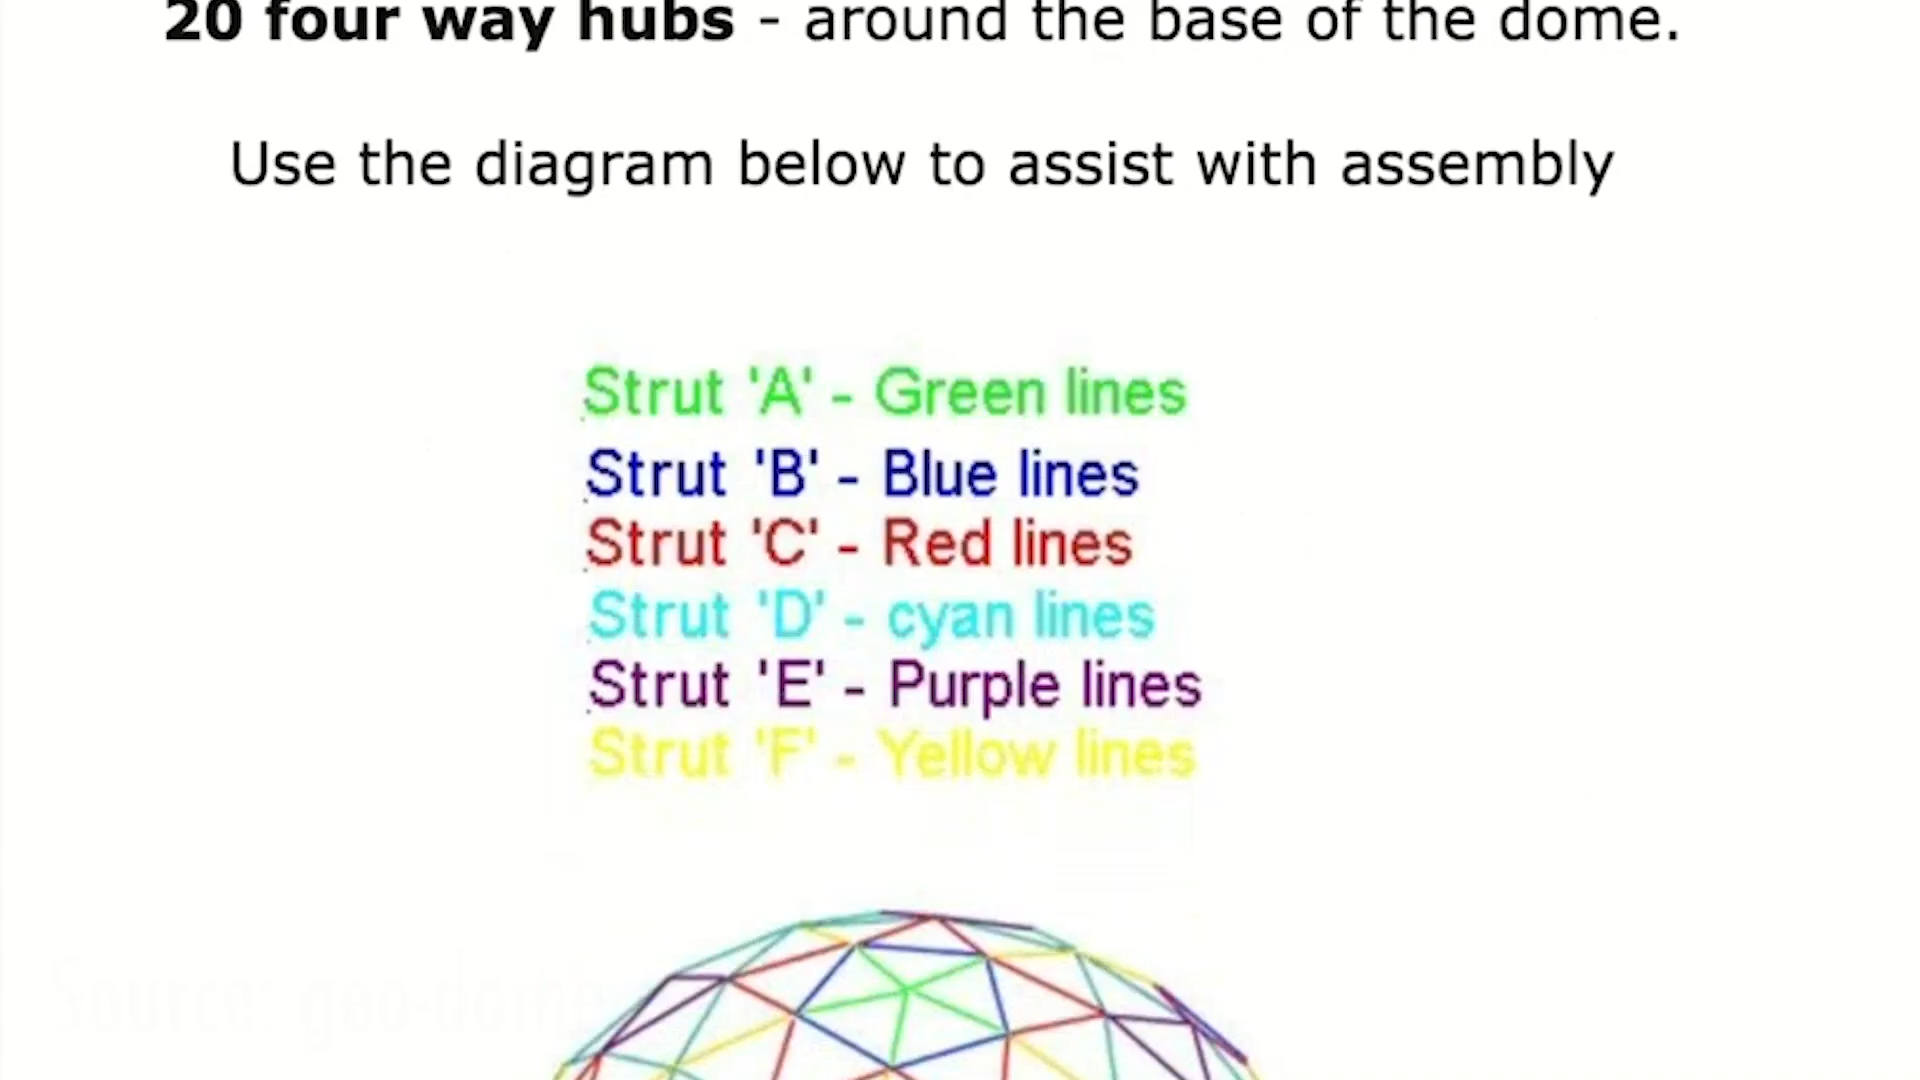 20 four way hubs - around the base of the dome.
Use the diagram below to assist with assembly
Strut 'A' - Green lines
Strut 'B' - Blue lines
Strut 'C' - Red lines
Strut 'D' - cyan lines
Strut 'E' - Purple lines
Strut 'F' - Yellow lines
Source: